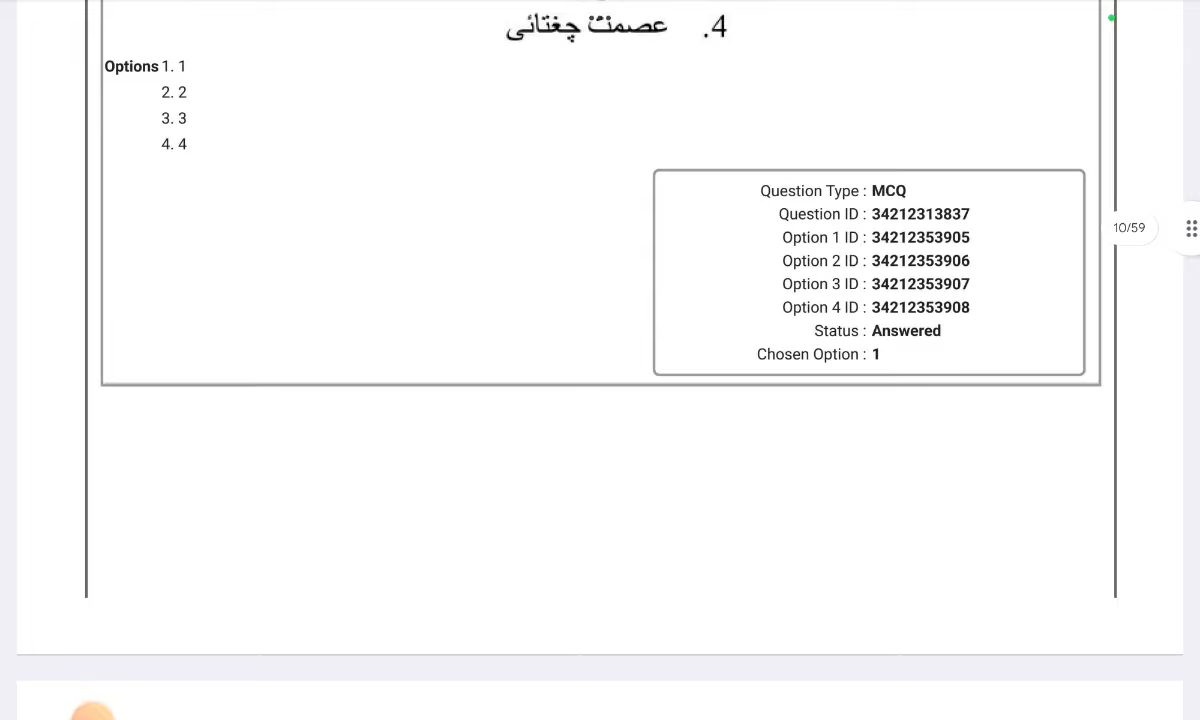 4. عصمت چغتائی
Options 1. 1
2. 2
3. 3
4. 4
Question Type : MCQ
Question ID : 34212313837
Option 1 ID : 34212353905
Option 2 ID : 34212353906
Option 3 ID : 34212353907
Option 4 ID : 34212353908
Status : Answered
Chosen Option : 1
10/59